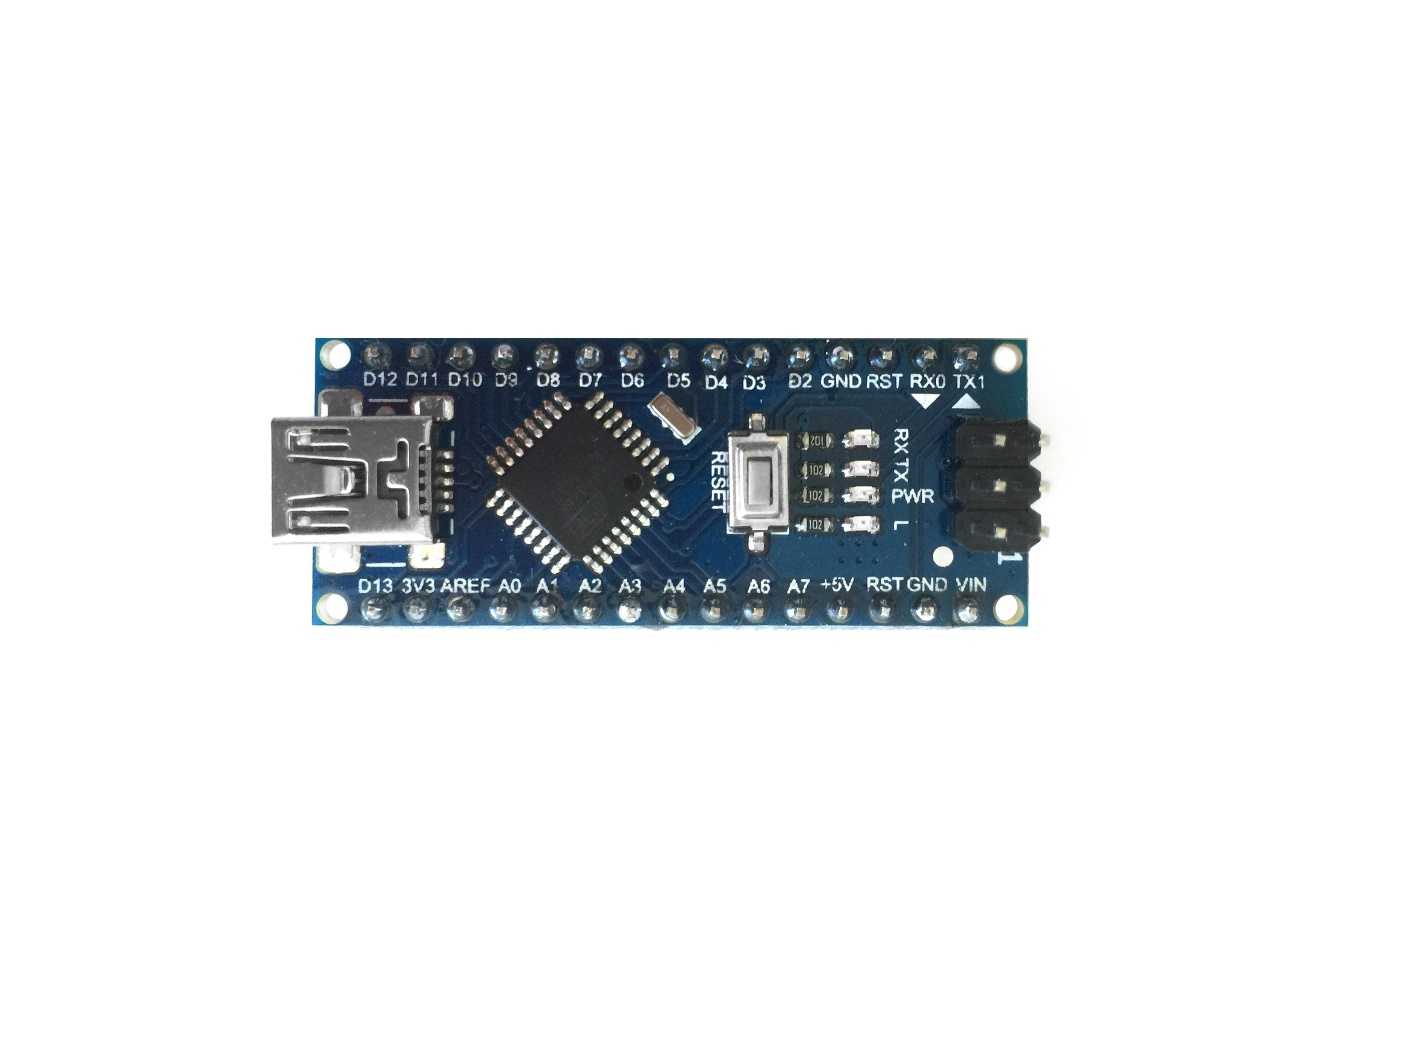 D12 D11 D10 D9 D8 D7 D6 D5 D4 D3 D2 GND RST RX0 TX1
RESET
102
102
102
RX
TX
PWR
L
1
D13 3V3 AREF A0 A1 A2 A3 A4 A5 A6 A7 +5V RST GND VIN